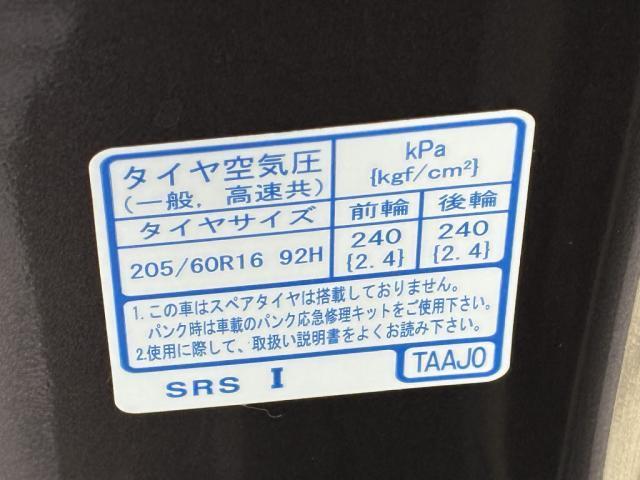 タイヤ空気圧
(一般，高速共)
kPa
{kgf/cm²}
タイヤサイズ
前輪
後輪
205/60R16 92H
240
{2.4}
240
{2.4}
1.この車はスペアタイヤは搭載しておりません。
パンク時は車載のパンク応急修理キットをご使用下さい。
2.使用に際して、取扱い説明書をよくお読み下さい。
SRS I
TAAJ0